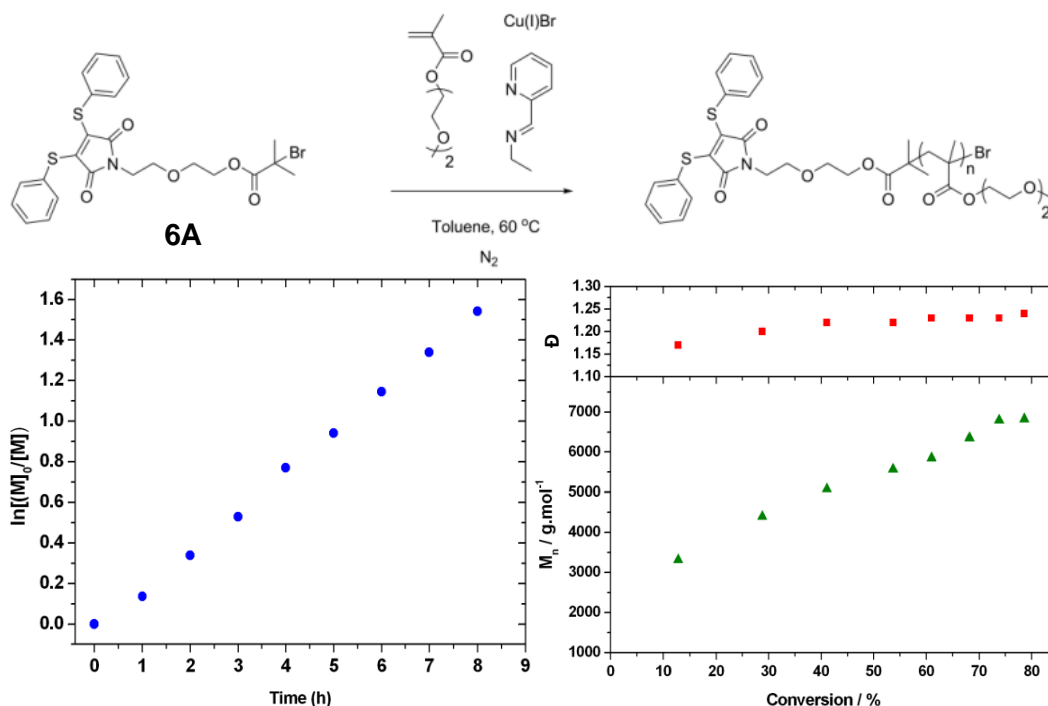 Cu(I)Br
O
O
O
2
N
N
S
S
O
O
N
O
O
O
Br
6A
Toluene, 60 °C
N₂
S
S
O
O
N
O
O
O
n
Br
O
O
O
2
ln[(M]₀/[M])
1.6
1.4
1.2
1.0
0.8
0.6
0.4
0.2
0.0
0 1 2 3 4 5 6 7 8 9
Time (h)
Đ
1.30
1.25
1.20
1.15
1.10
Mₙ / g.mol⁻¹
7000
6000
5000
4000
3000
2000
1000
0 10 20 30 40 50 60 70 80
Conversion / %